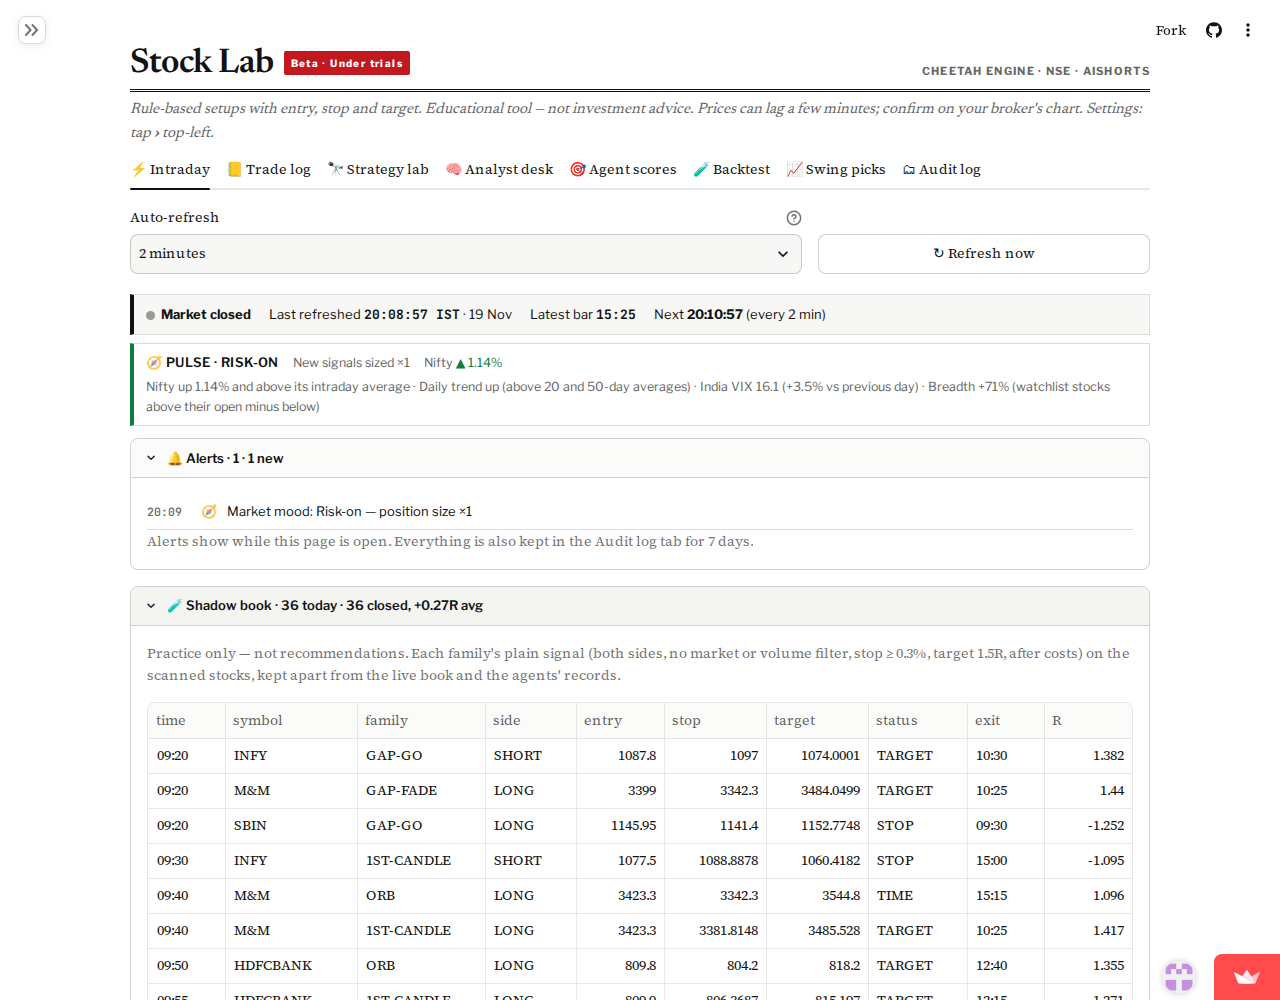 Fork
Stock Lab Beta · Under trials
CHEETAH ENGINE · NSE · AISHORTS
Rule-based setups with entry, stop and target. Educational tool — not investment advice. Prices can lag a few minutes; confirm on your broker's chart. Settings:
tap › top-left.
⚡ Intraday 📒 Trade log 🔭 Strategy lab 🧠 Analyst desk 🎯 Agent scores 🧪 Backtest 📈 Swing picks 🗂 Audit log
Auto-refresh
2 minutes
↻ Refresh now
Market closed Last refreshed 20:08:57 IST · 19 Nov Latest bar 15:25 Next 20:10:57 (every 2 min)
🧭 PULSE · RISK-ON New signals sized ×1 Nifty ▲ 1.14%
Nifty up 1.14% and above its intraday average · Daily trend up (above 20 and 50-day averages) · India VIX 16.1 (+3.5% vs previous day) · Breadth +71% (watchlist stocks
above their open minus below)
🔔 Alerts · 1 · 1 new
20:09 🧭 Market mood: Risk-on — position size ×1
Alerts show while this page is open. Everything is also kept in the Audit log tab for 7 days.
🧪 Shadow book · 36 today · 36 closed, +0.27R avg
Practice only — not recommendations. Each family's plain signal (both sides, no market or volume filter, stop ≥ 0.3%, target 1.5R, after costs) on the
scanned stocks, kept apart from the live book and the agents' records.
time symbol family side entry stop target status exit R
09:20 INFY GAP-GO SHORT 1087.8 1097 1074.0001 TARGET 10:30 1.382
09:20 M&M GAP-FADE LONG 3399 3342.3 3484.0499 TARGET 10:25 1.44
09:20 SBIN GAP-GO LONG 1145.95 1141.4 1152.7748 STOP 09:30 -1.252
09:30 INFY 1ST-CANDLE SHORT 1077.5 1088.8878 1060.4182 STOP 15:00 -1.095
09:40 M&M ORB LONG 3423.3 3342.3 3544.8 TIME 15:15 1.096
09:40 M&M 1ST-CANDLE LONG 3423.3 3381.8148 3485.528 TARGET 10:25 1.417
09:50 HDFCBANK ORB LONG 809.8 804.2 818.2 TARGET 12:40 1.355